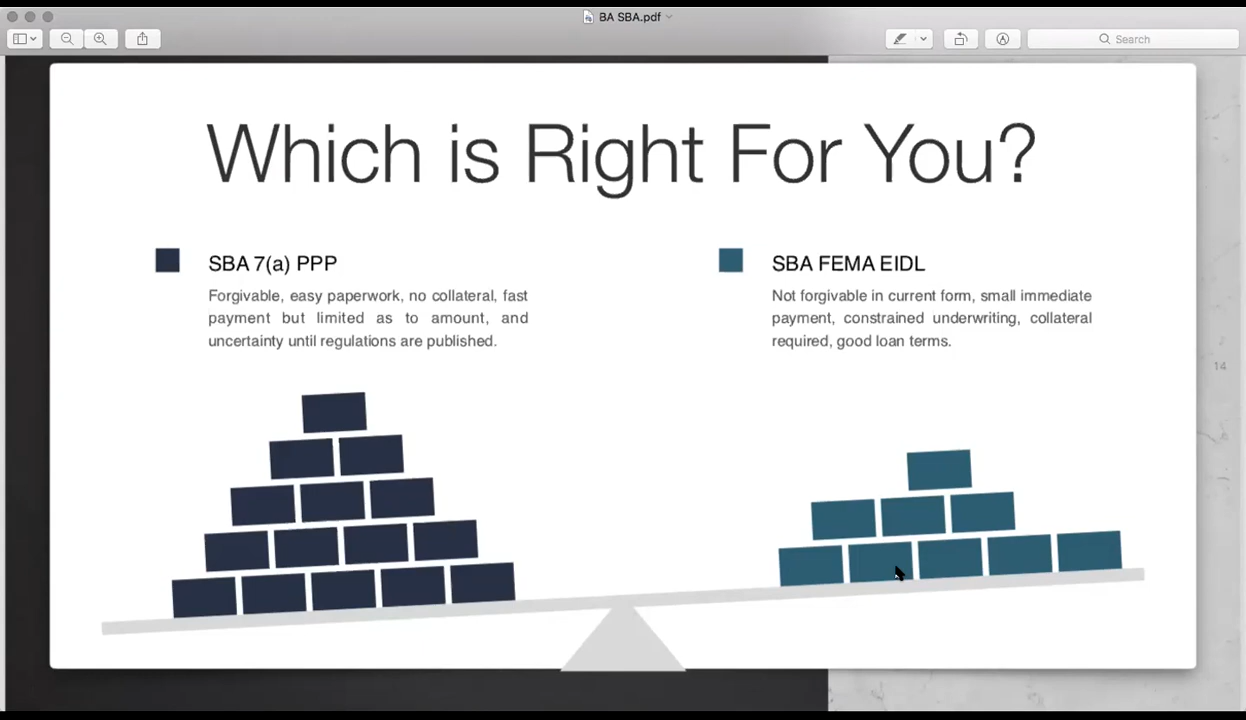 BA SBA.pdf
Search
Which is Right For You?
SBA 7(a) PPP
Forgivable, easy paperwork, no collateral, fast
payment but limited as to amount, and
uncertainty until regulations are published.
SBA FEMA EIDL
Not forgivable in current form, small immediate
payment, constrained underwriting, collateral
required, good loan terms.
14